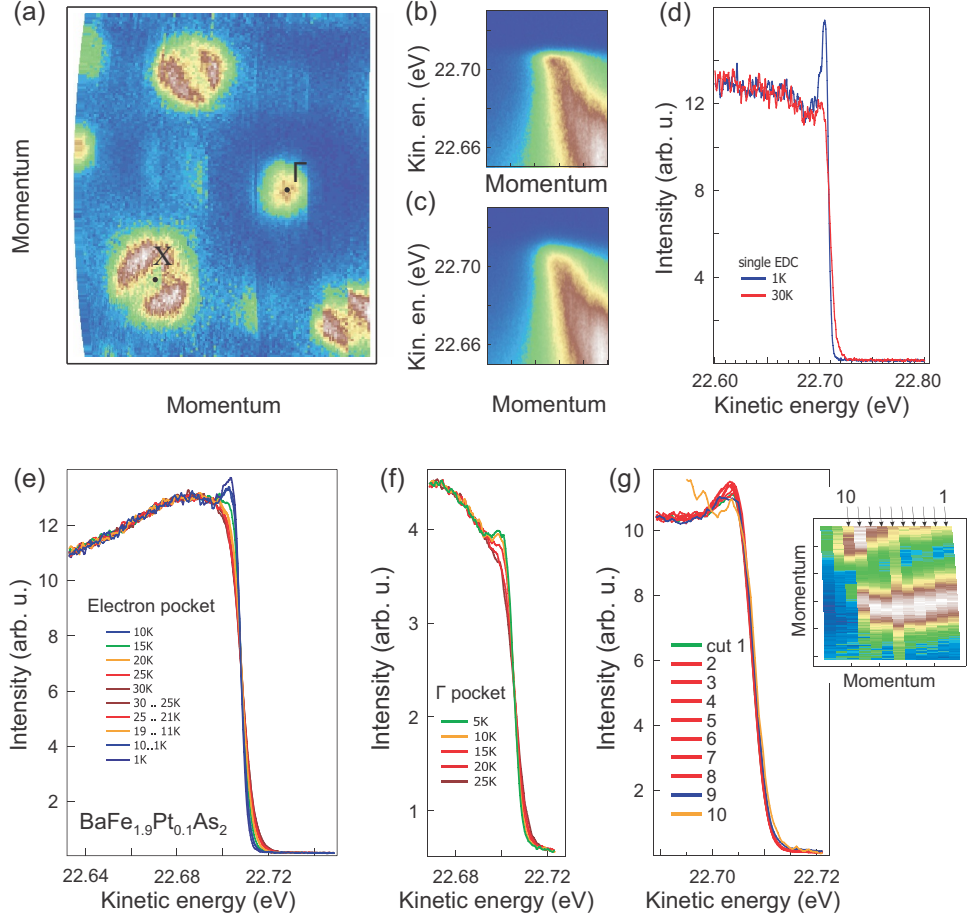 (a)
Γ
X
Momentum
Momentum
(b)
Kin. en. (eV)
22.70
22.66
Momentum
(c)
Kin. en. (eV)
22.70
22.66
Momentum
(d)
Intensity (arb. u.)
12
8
4
single EDC
1K
30K
22.60 22.70 22.80
Kinetic energy (eV)
(e)
Intensity (arb. u.)
12
10
8
6
4
2
Electron pocket
10K
15K
20K
25K
30K
30 .. 25K
25 .. 21K
19 .. 11K
10..1K
1K
BaFe1.9Pt0.1As2
22.64 22.68 22.72
Kinetic energy (eV)
(f)
Intensity (arb. u.)
4
3
2
1
Γ pocket
5K
10K
15K
20K
25K
22.68 22.72
Kinetic energy (eV)
(g)
Intensity (arb. u.)
10
8
6
4
2
cut 1
2
3
4
5
6
7
8
9
10
22.70 22.72
Kinetic energy (eV)
10 1
Momentum
Momentum